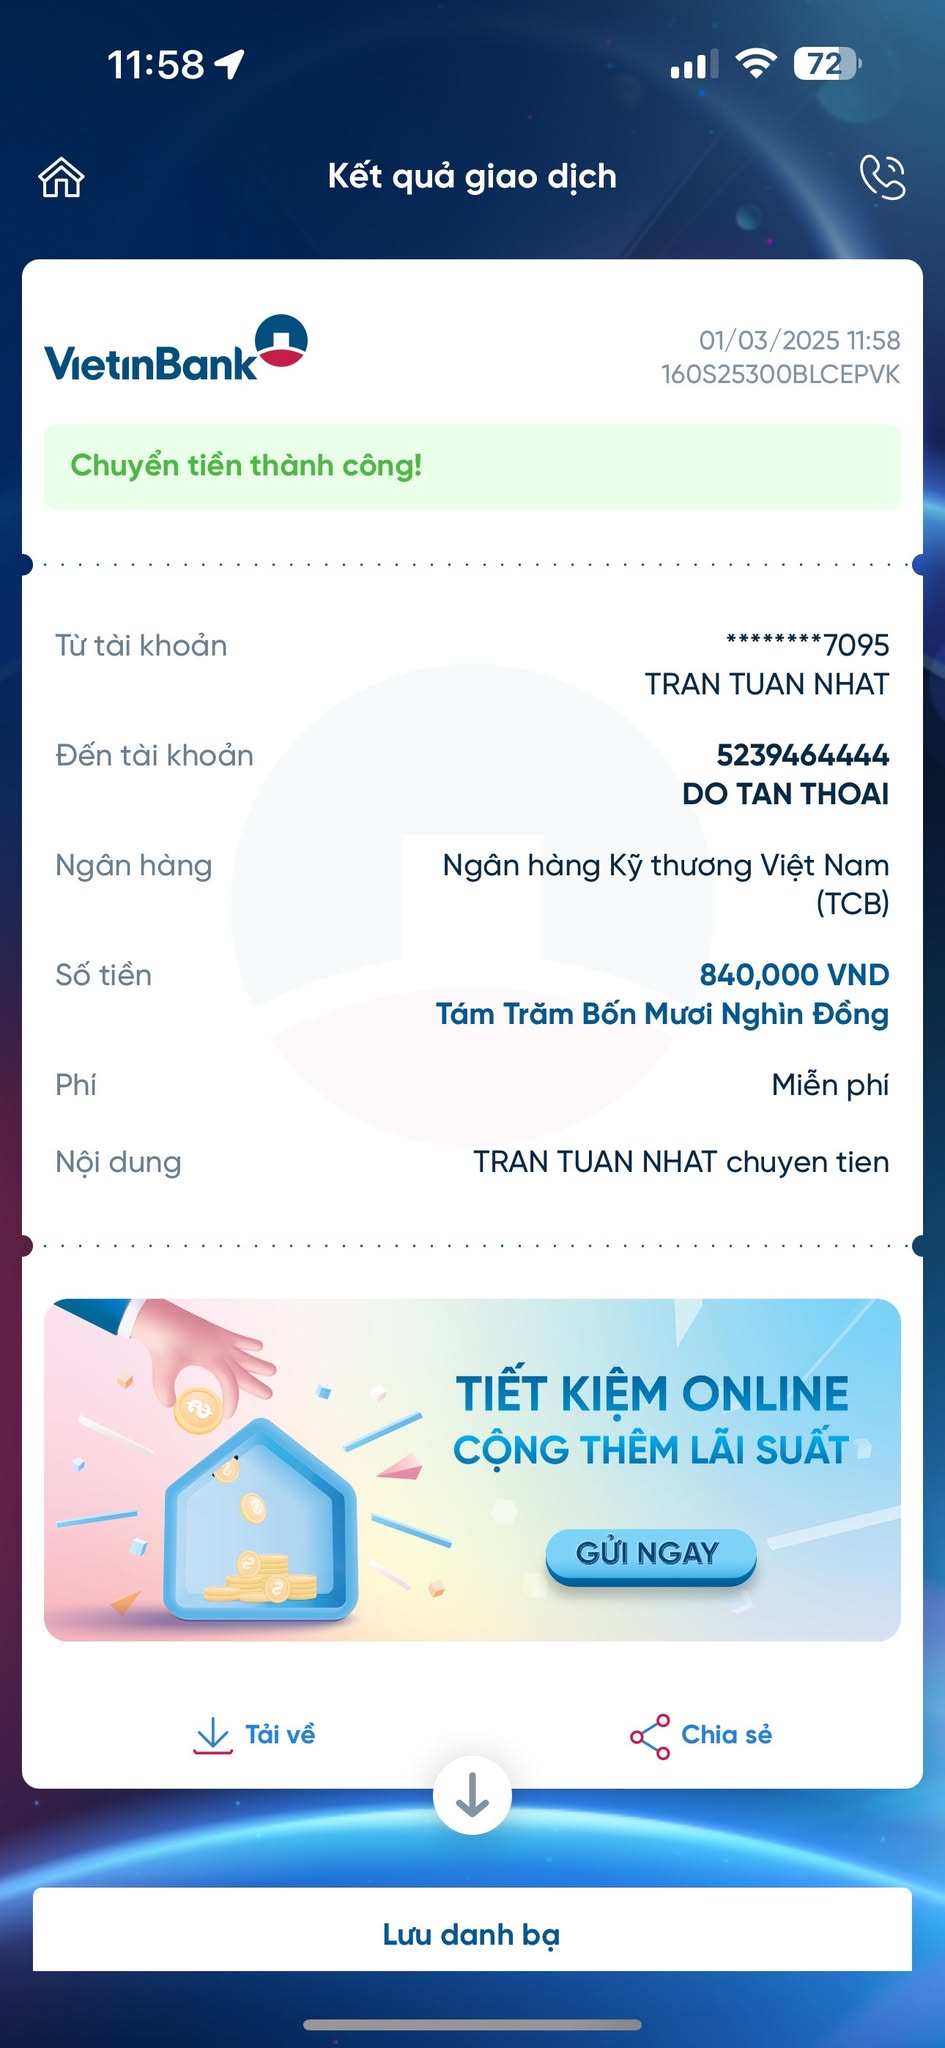 11:58
72
Kết quả giao dịch
VietinBank
01/03/2025 11:58
160S25300BLCEPVK
Chuyển tiền thành công!
Từ tài khoản
********7095
TRAN TUAN NHAT
Đến tài khoản
5239464444
DO TAN THOAI
Ngân hàng
Ngân hàng Kỹ thương Việt Nam
(TCB)
Số tiền
840,000 VND
Tám Trăm Bốn Mươi Nghìn Đồng
Phí
Miễn phí
Nội dung
TRAN TUAN NHAT chuyen tien
TIẾT KIỆM ONLINE
CỘNG THÊM LÃI SUẤT
GỬI NGAY
Tải về
Chia sẻ
Lưu danh bạ